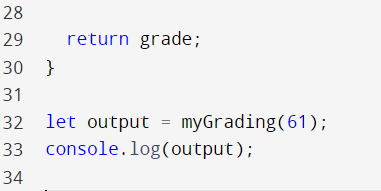 28
29   return grade;
30 }
31
32 let output = myGrading(61);
33 console.log(output);
34